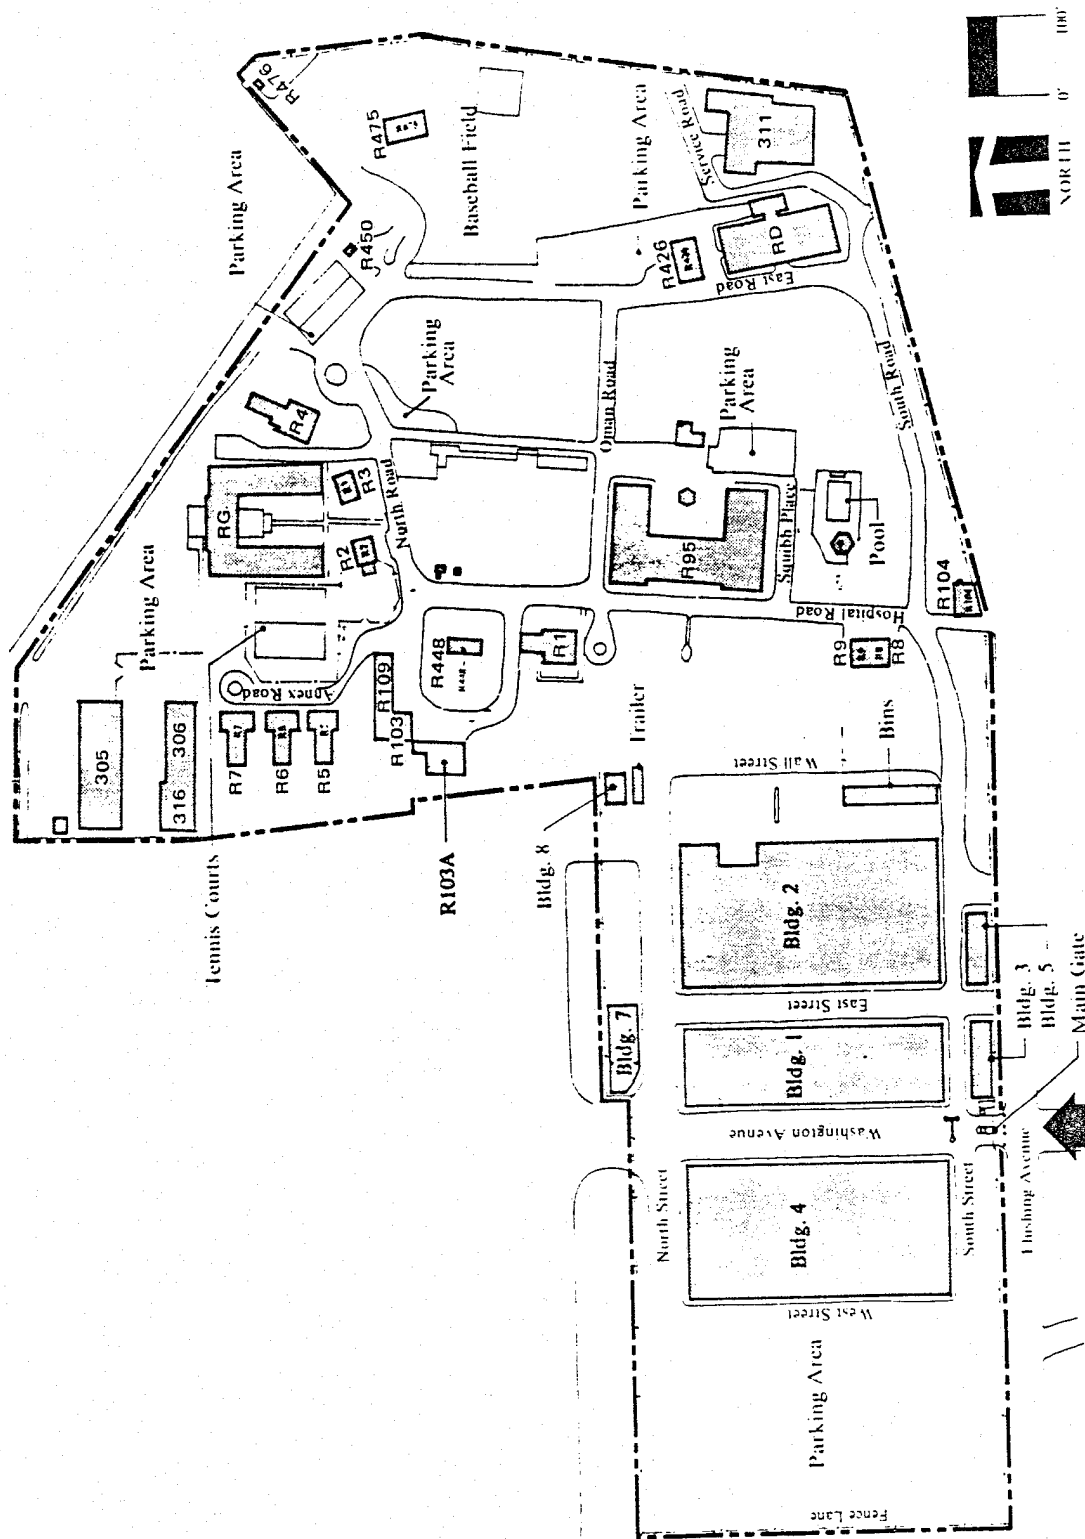 R476
Parking Area
R475
Baseball Field
R450
Parking Area
Service Road
311
0'
100'
NORTH
R426
RD
East Road
R4
Parking
Area
Oman Road
Parking
Area
South Road
RG
R3
R2
North Road
R95
Squibb Place
Pool
Hospital Road
R104
R104
Parking Area
305
316
306
Annex Road
R7
R6
R5
R109
R103
R448
R1
R9
R8
Tennis Courts
R103A
Bldg. 8
Trailer
Wall Street
Bins
Bldg. 2
East Street
Bldg. 7
Bldg. 1
Bldg. 3
Bldg. 5
Main Gate
Washington Avenue
North Street
Bldg. 4
South Street
Flushing Avenue
West Street
Parking Area
Fence Lane